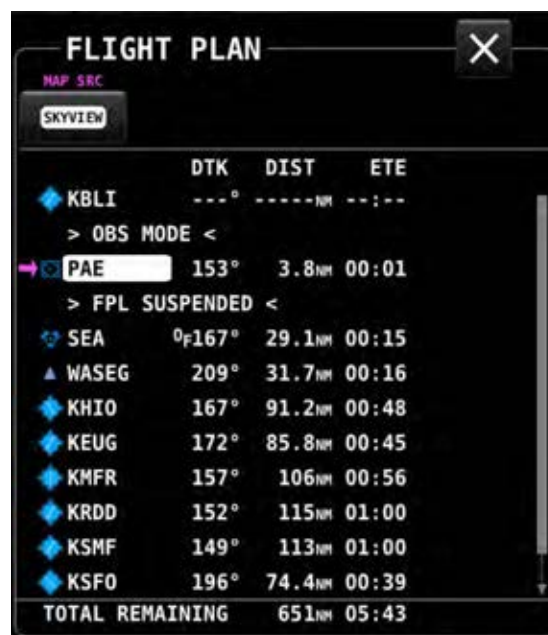 FLIGHT PLAN
MAP SRC
SKYVIEW
DTK DIST ETE
KBLI ---° -----NM --:--
> OBS MODE <
PAE 153° 3.8NM 00:01
> FPL SUSPENDED <
SEA 0F167° 29.1NM 00:15
WASEG 209° 31.7NM 00:16
KHIO 167° 91.2NM 00:48
KEUG 172° 85.8NM 00:45
KMFR 157° 106NM 00:56
KRDD 152° 115NM 01:00
KSMF 149° 113NM 01:00
KSFO 196° 74.4NM 00:39
TOTAL REMAINING 651NM 05:43